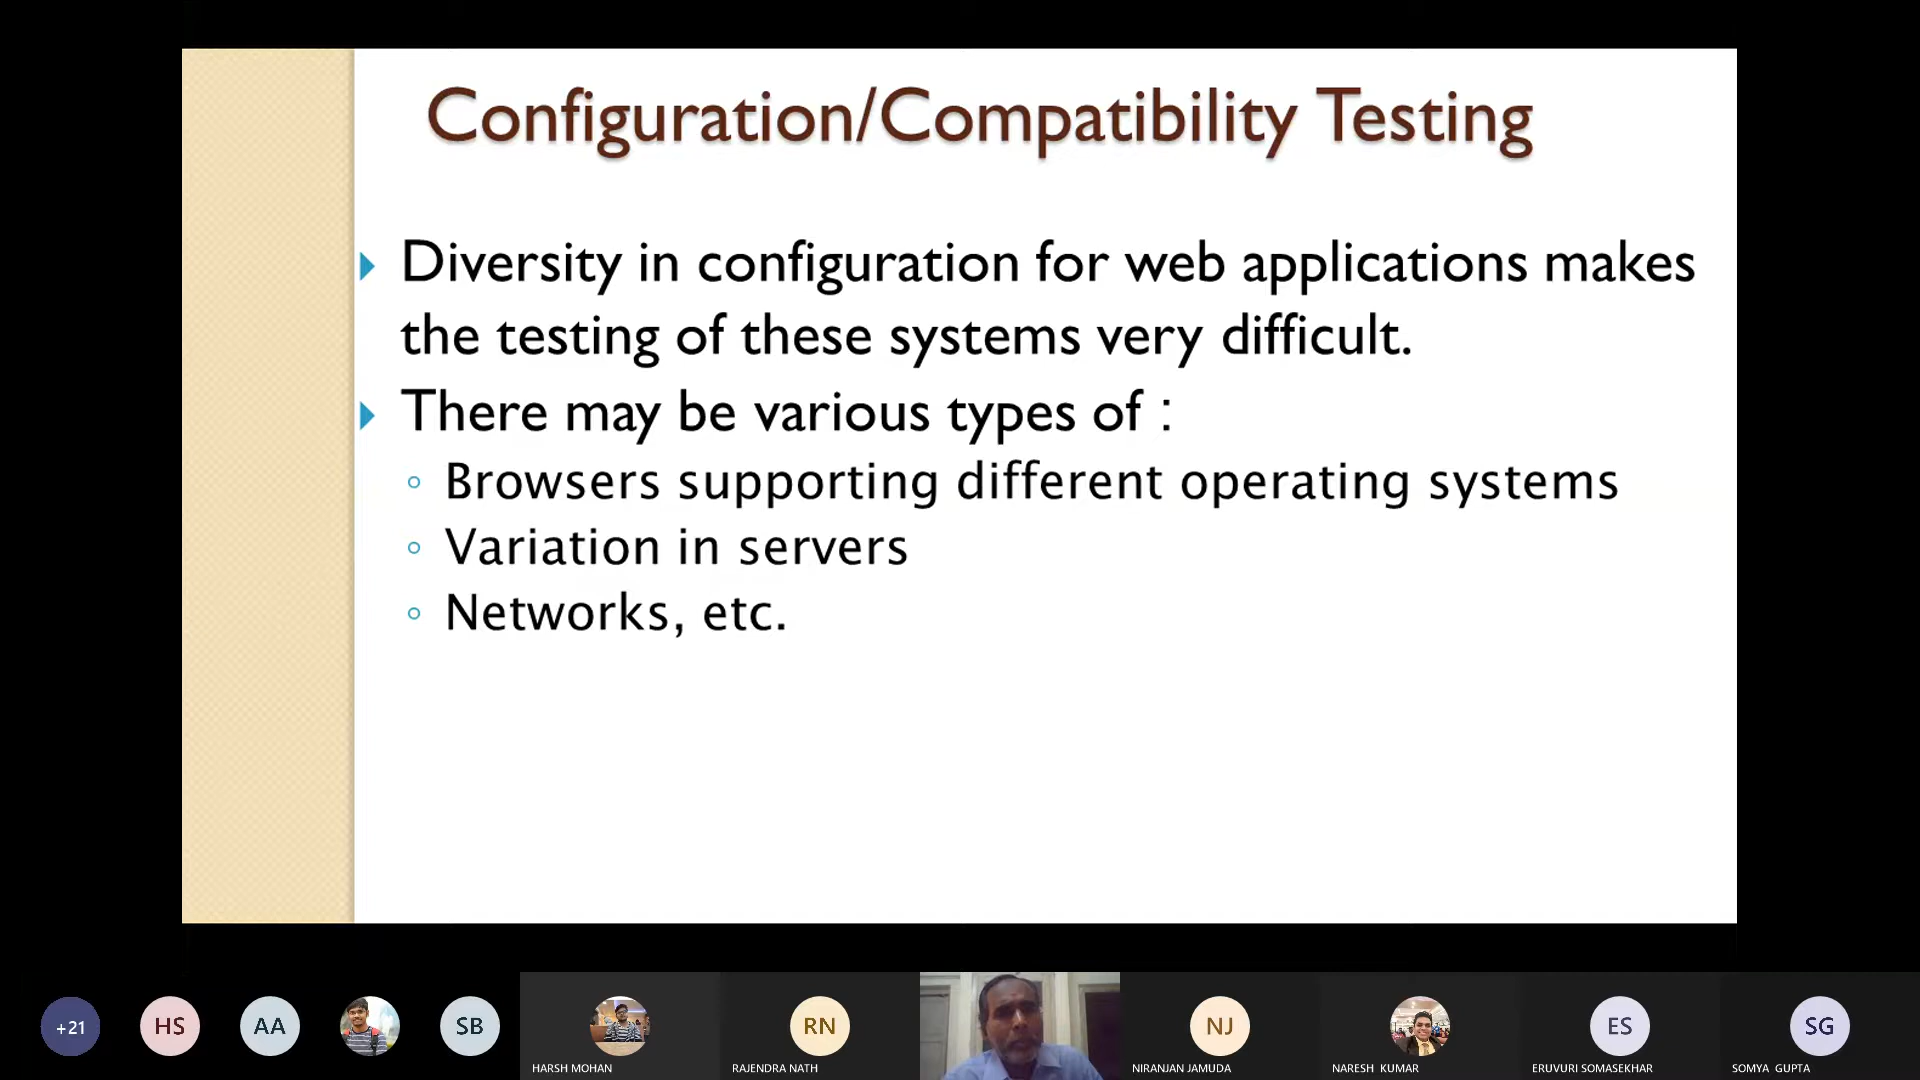 Configuration/Compatibility Testing
Diversity in configuration for web applications makes
the testing of these systems very difficult.
There may be various types of :
Browsers supporting different operating systems
Variation in servers
Networks, etc.
+21
HS
AA
SB
RN
NJ
ES
SG
HARSH MOHAN
RAJENDRA NATH
NIRANJAN JAMUDA
NARESH KUMAR
ERUVURI SOMASEKHAR
SOMYA GUPTA